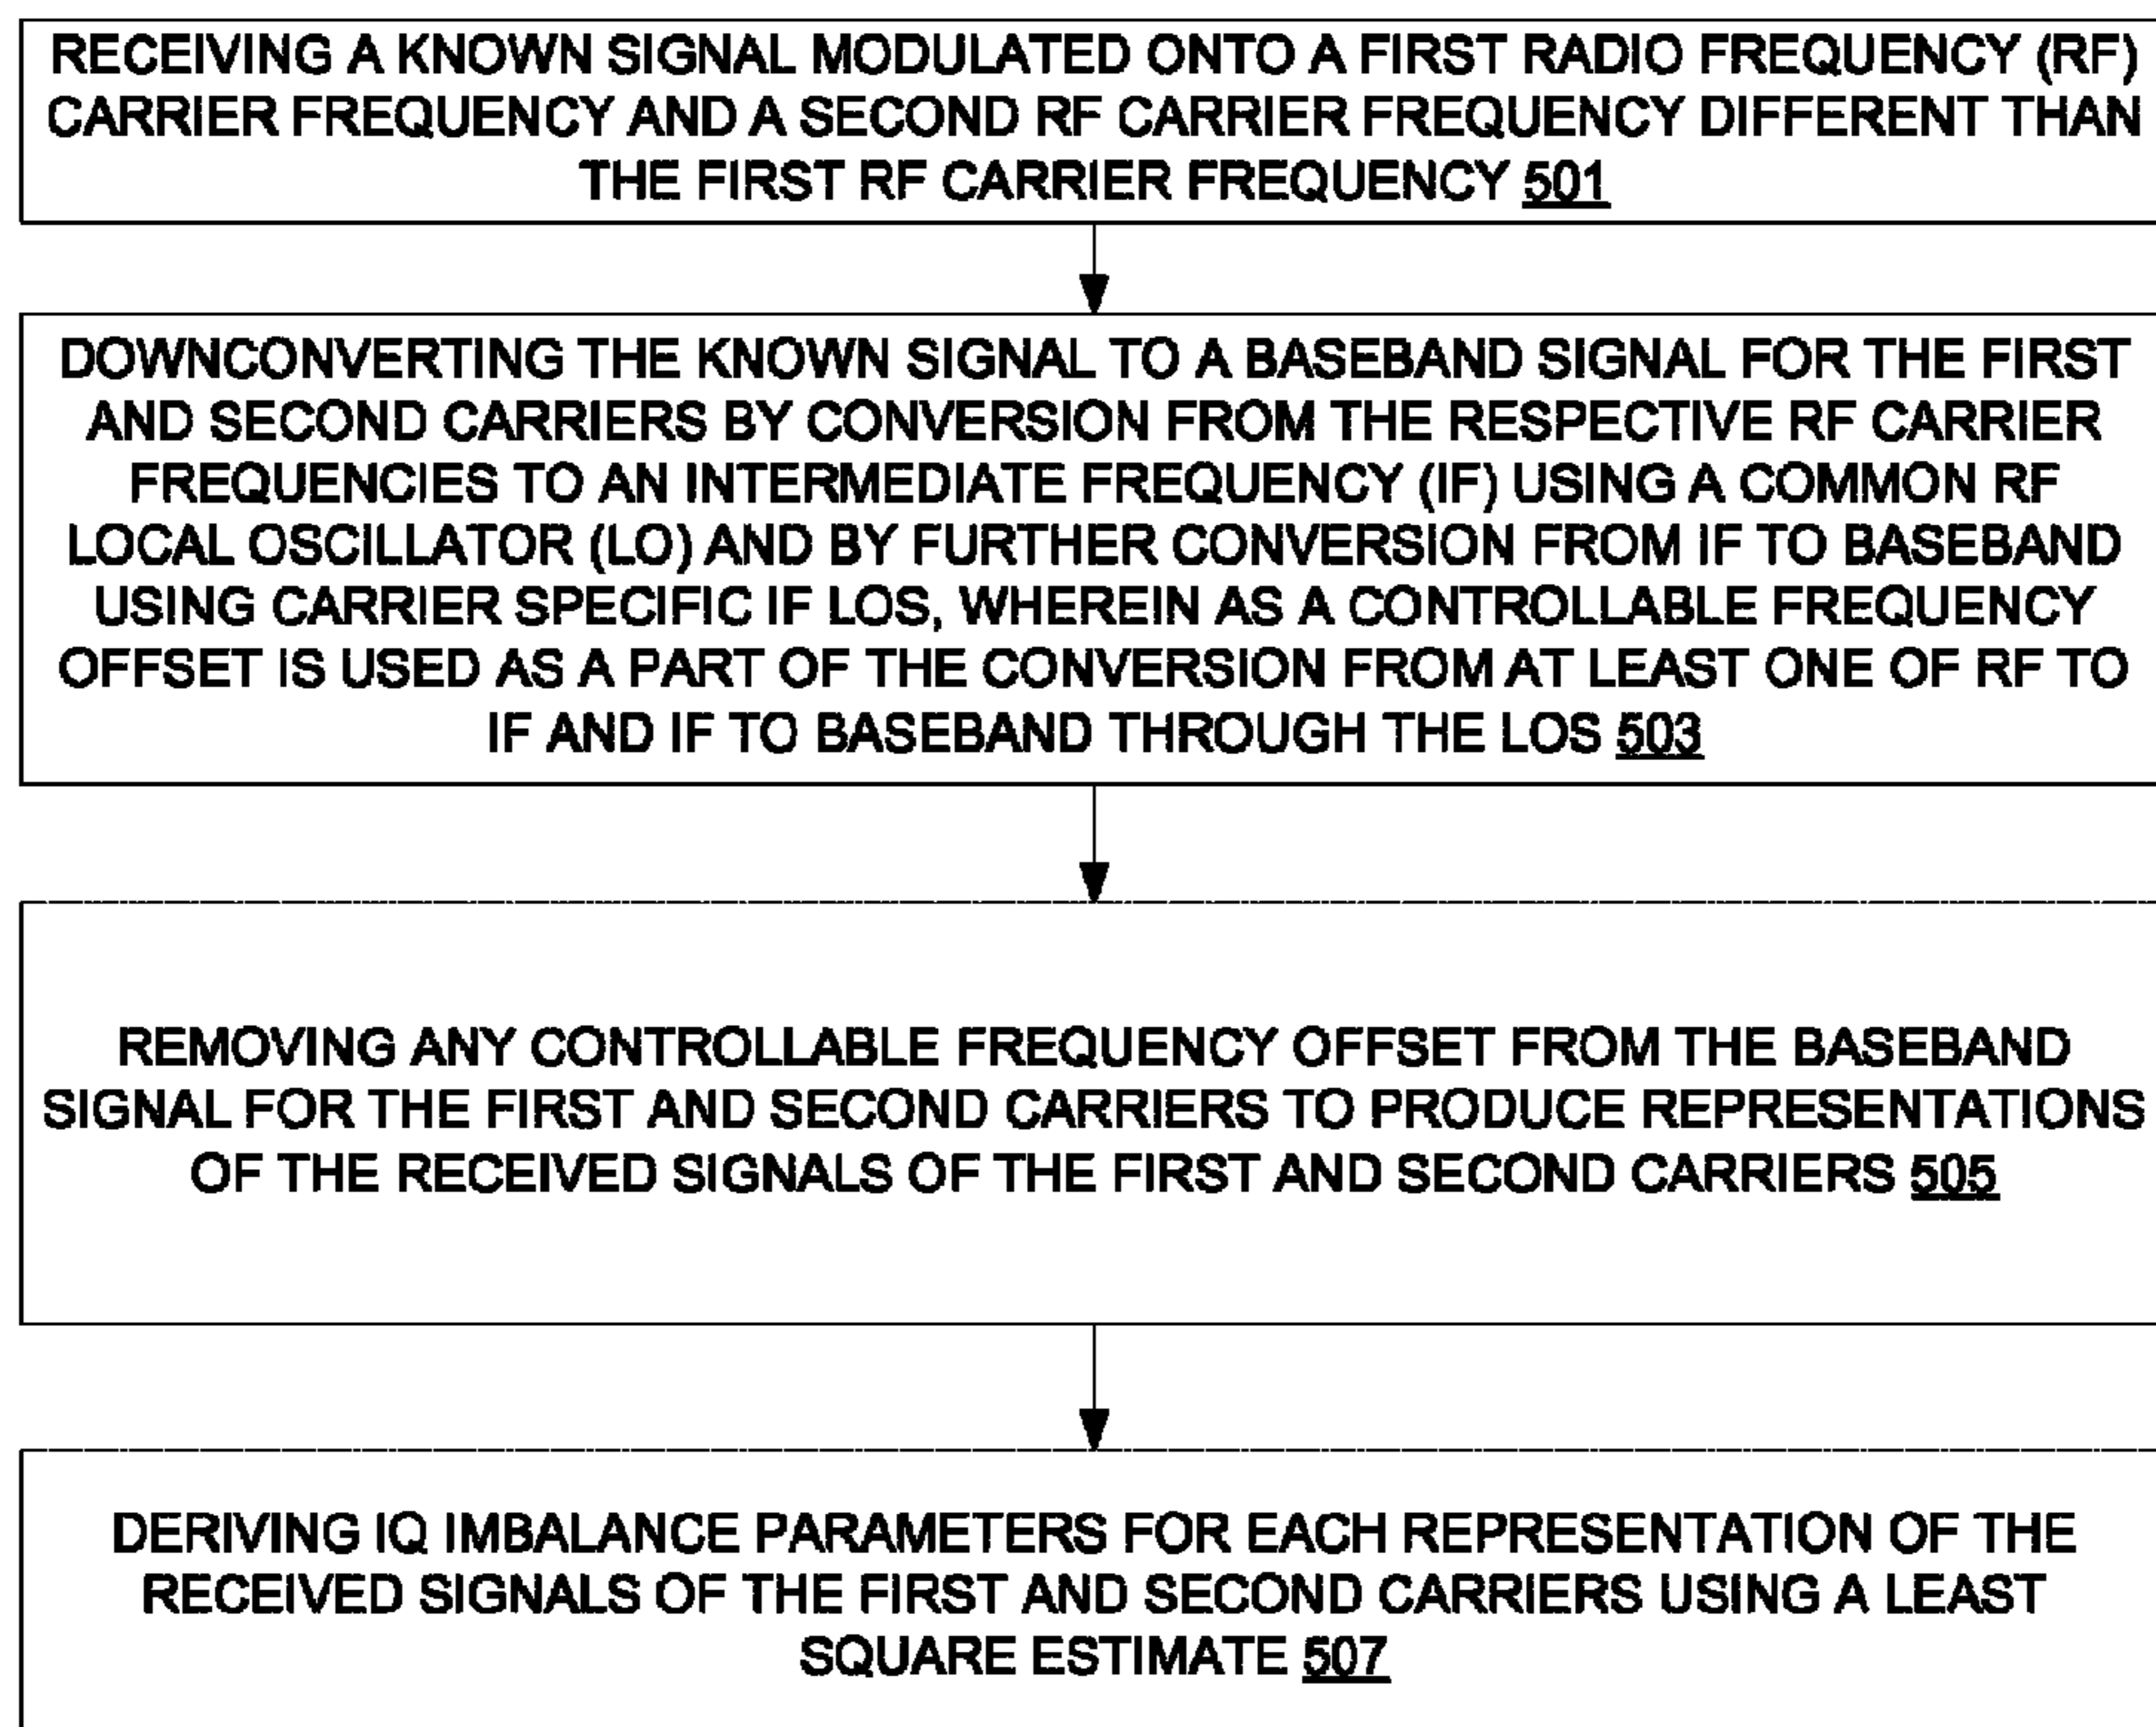 RECEIVING A KNOWN SIGNAL MODULATED ONTO A FIRST RADIO FREQUENCY (RF)
CARRIER FREQUENCY AND A SECOND RF CARRIER FREQUENCY DIFFERENT THAN
THE FIRST RF CARRIER FREQUENCY 501
DOWNCONVERTING THE KNOWN SIGNAL TO A BASEBAND SIGNAL FOR THE FIRST
AND SECOND CARRIERS BY CONVERSION FROM THE RESPECTIVE RF CARRIER
FREQUENCIES TO AN INTERMEDIATE FREQUENCY (IF) USING A COMMON RF
LOCAL OSCILLATOR (LO) AND BY FURTHER CONVERSION FROM IF TO BASEBAND
USING CARRIER SPECIFIC IF LOS, WHEREIN AS A CONTROLLABLE FREQUENCY
OFFSET IS USED AS A PART OF THE CONVERSION FROM AT LEAST ONE OF RF TO
IF AND IF TO BASEBAND THROUGH THE LOS 503
REMOVING ANY CONTROLLABLE FREQUENCY OFFSET FROM THE BASEBAND
SIGNAL FOR THE FIRST AND SECOND CARRIERS TO PRODUCE REPRESENTATIONS
OF THE RECEIVED SIGNALS OF THE FIRST AND SECOND CARRIERS 505
DERIVING IQ IMBALANCE PARAMETERS FOR EACH REPRESENTATION OF THE
RECEIVED SIGNALS OF THE FIRST AND SECOND CARRIERS USING A LEAST
SQUARE ESTIMATE 507